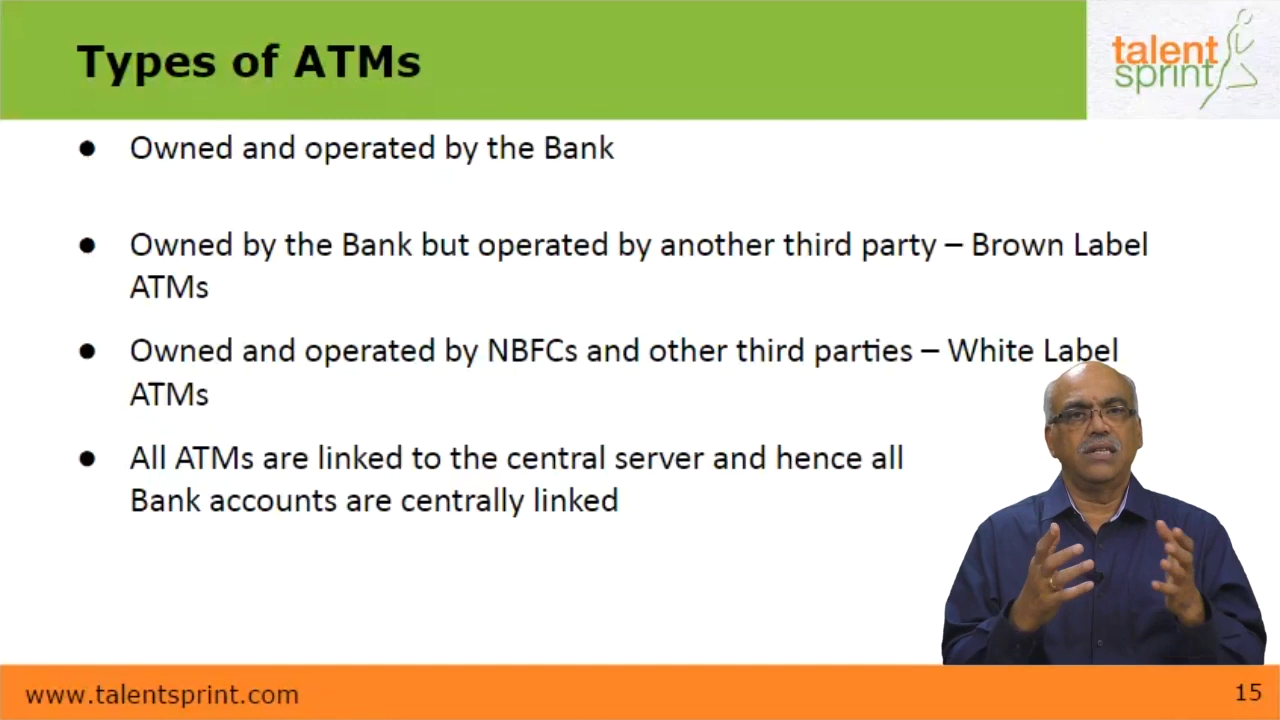 Types of ATMs
talent
sprint
● Owned and operated by the Bank
● Owned by the Bank but operated by another third party – Brown Label
ATMs
● Owned and operated by NBFCs and other third parties – White Label
ATMs
● All ATMs are linked to the central server and hence all
Bank accounts are centrally linked
www.talentsprint.com
15